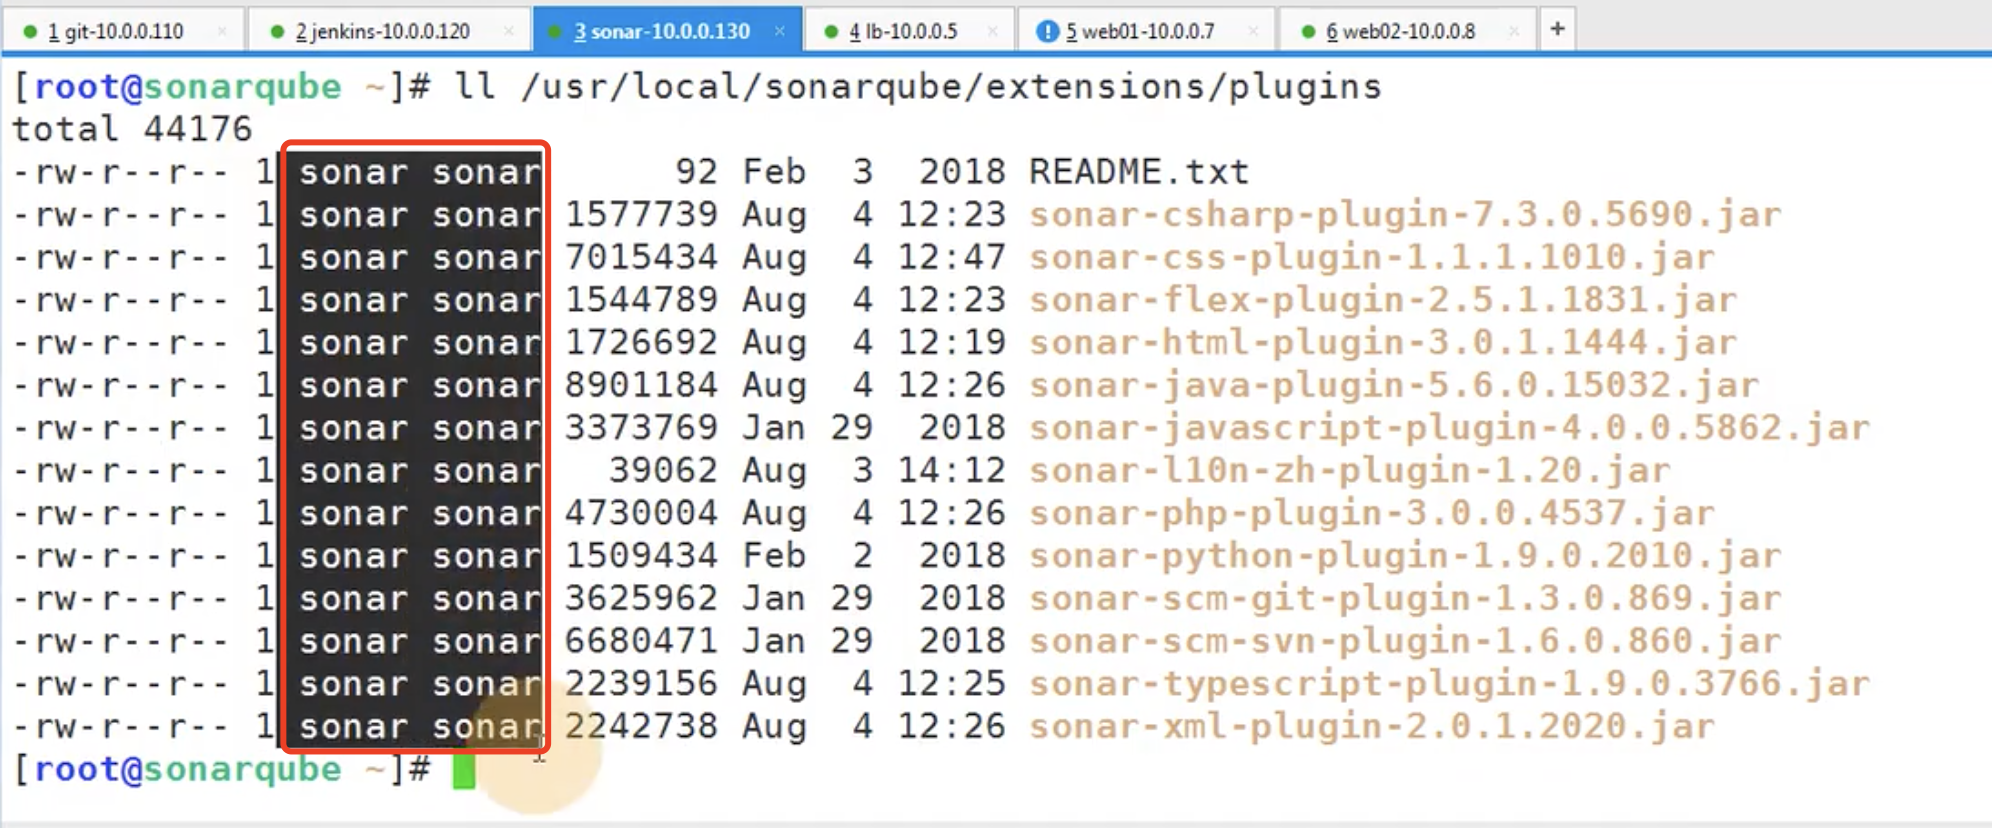 1 git-10.0.0.110 × 2 jenkins-10.0.0.120 × 3 sonar-10.0.0.130 × 4 lb-10.0.0.5 × 5 web01-10.0.0.7 × 6 web02-10.0.0.8 × +
[root@sonarqube ~]# ll /usr/local/sonarqube/extensions/plugins
total 44176
-rw-r--r-- 1 sonar sonar      92 Feb  3  2018 README.txt
-rw-r--r-- 1 sonar sonar 1577739 Aug  4 12:23 sonar-csharp-plugin-7.3.0.5690.jar
-rw-r--r-- 1 sonar sonar 7015434 Aug  4 12:47 sonar-css-plugin-1.1.1.1010.jar
-rw-r--r-- 1 sonar sonar 1544789 Aug  4 12:23 sonar-flex-plugin-2.5.1.1831.jar
-rw-r--r-- 1 sonar sonar 1726692 Aug  4 12:19 sonar-html-plugin-3.0.1.1444.jar
-rw-r--r-- 1 sonar sonar 8901184 Aug  4 12:26 sonar-java-plugin-5.6.0.15032.jar
-rw-r--r-- 1 sonar sonar 3373769 Jan 29  2018 sonar-javascript-plugin-4.0.0.5862.jar
-rw-r--r-- 1 sonar sonar   39062 Aug  3 14:12 sonar-l10n-zh-plugin-1.20.jar
-rw-r--r-- 1 sonar sonar 4730004 Aug  4 12:26 sonar-php-plugin-3.0.0.4537.jar
-rw-r--r-- 1 sonar sonar 1509434 Feb  2  2018 sonar-python-plugin-1.9.0.2010.jar
-rw-r--r-- 1 sonar sonar 3625962 Jan 29  2018 sonar-scm-git-plugin-1.3.0.869.jar
-rw-r--r-- 1 sonar sonar 6680471 Jan 29  2018 sonar-scm-svn-plugin-1.6.0.860.jar
-rw-r--r-- 1 sonar sonar 2239156 Aug  4 12:25 sonar-typescript-plugin-1.9.0.3766.jar
-rw-r--r-- 1 sonar sonar 2242738 Aug  4 12:26 sonar-xml-plugin-2.0.1.2020.jar
[root@sonarqube ~]#